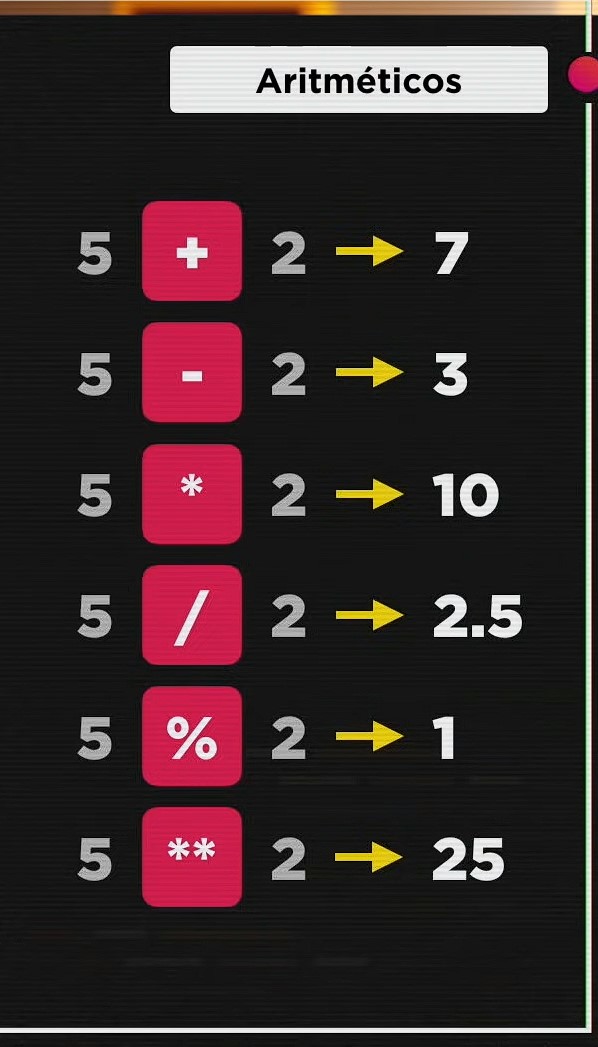 Aritméticos
5 + 2 → 7
5 - 2 → 3
5 * 2 → 10
5 / 2 → 2.5
5 % 2 → 1
5 ** 2 → 25